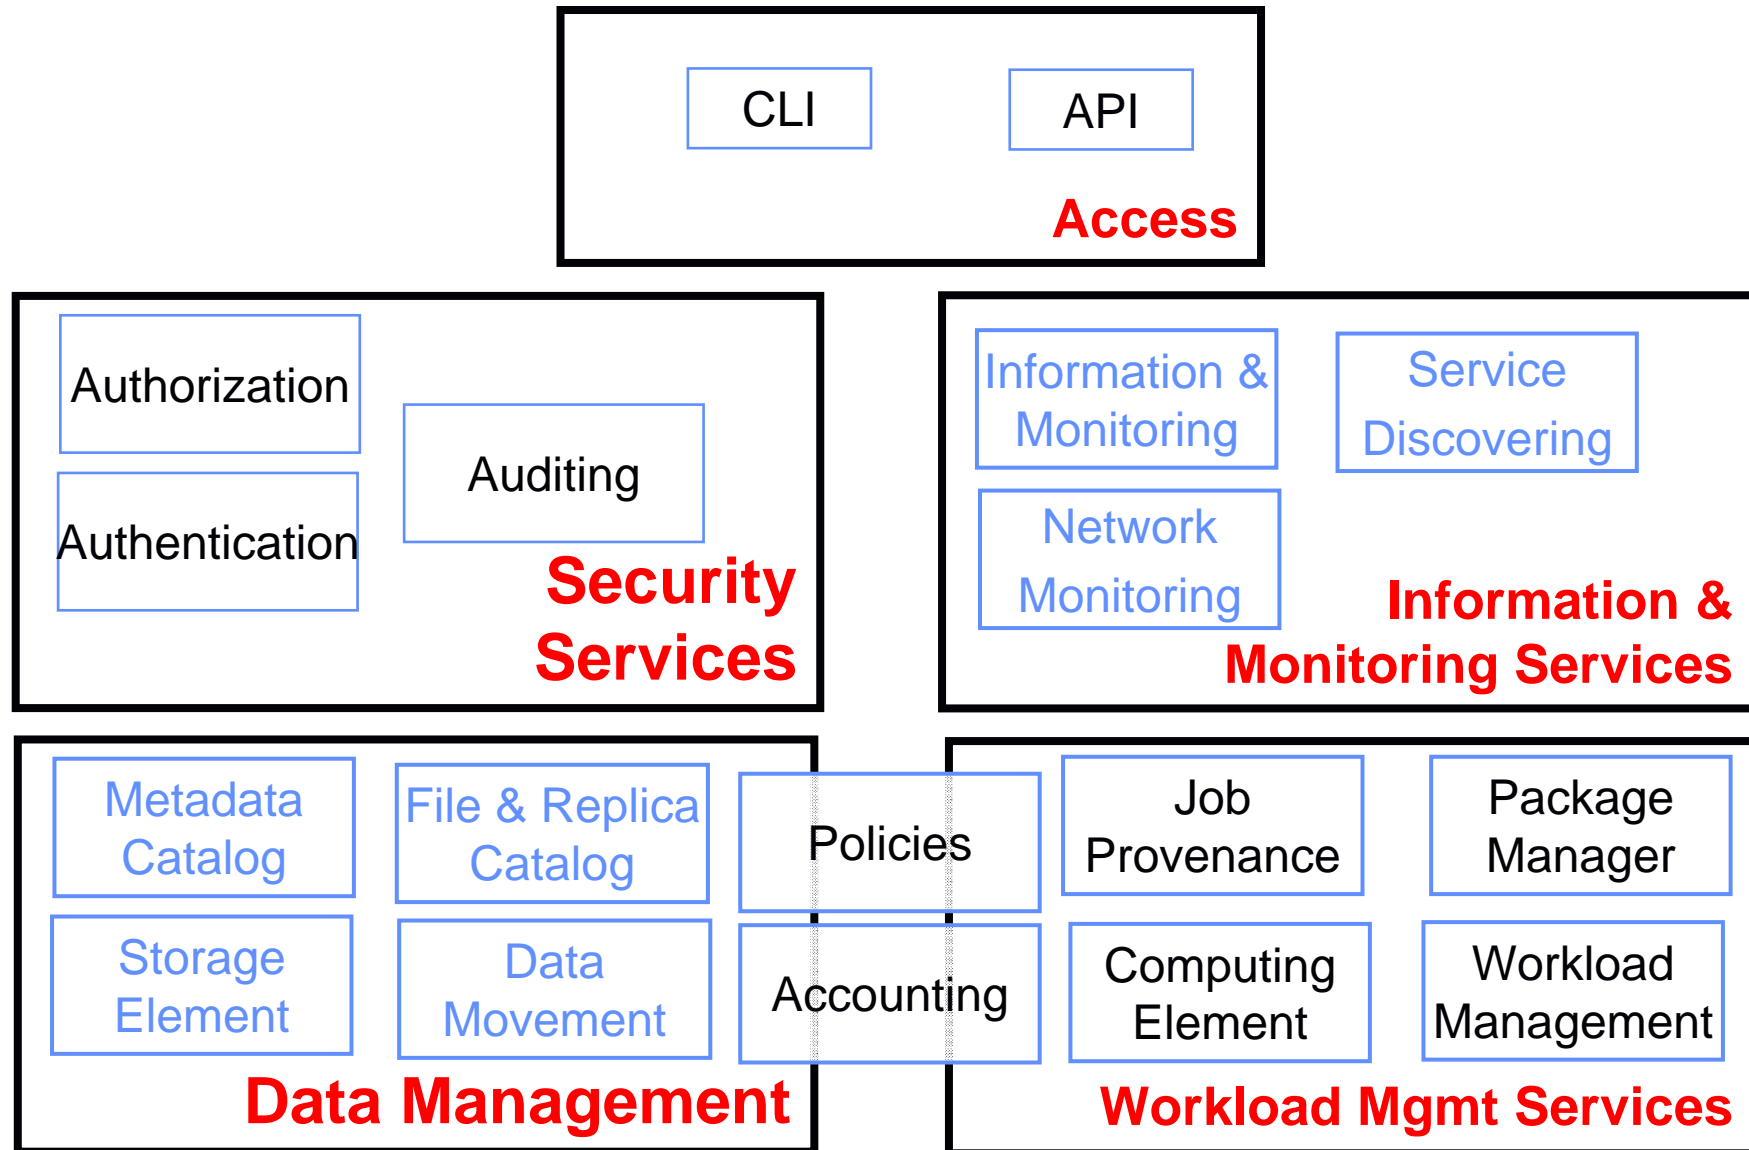 CLI
API
Access
Authorization
Auditing
Authentication
Security
Services
Information &
Monitoring
Service
Discovering
Network
Monitoring
Information &
Monitoring Services
Metadata
Catalog
File & Replica
Catalog
Storage
Element
Data
Movement
Data Management
Policies
Accounting
Job
Provenance
Package
Manager
Computing
Element
Workload
Management
Workload Mgmt Services